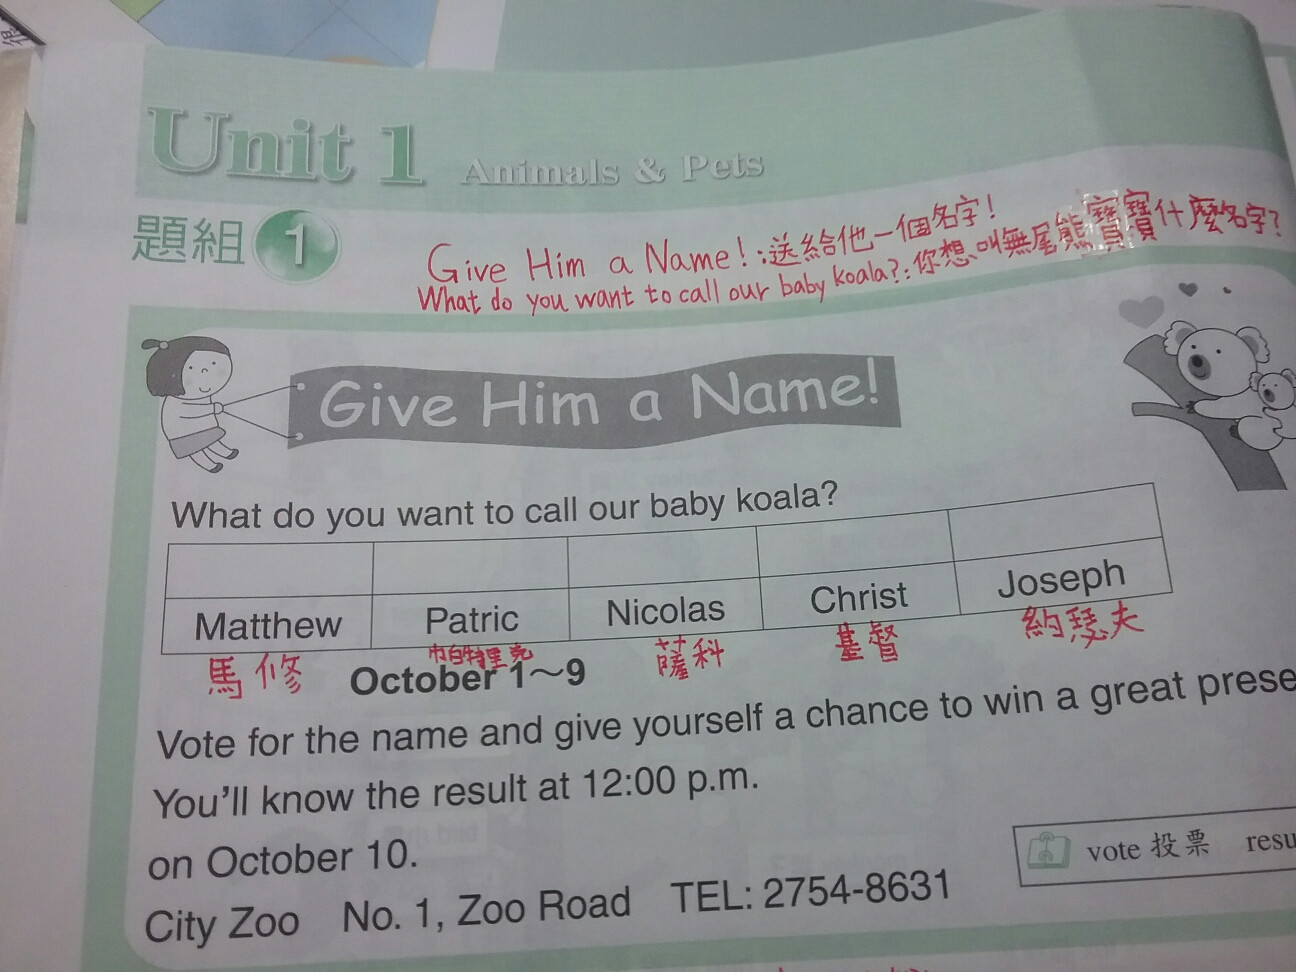 Unit 1 Animals & Pets
題組 1
Give Him a Name!:送給他一個名字!
What do you want to call our baby koala?:你想叫無尾熊寶寶什麼名字?
Give Him a Name!
What do you want to call our baby koala?
Matthew Patric Nicolas Christ Joseph
馬修 帕特里克 薩科 基督 約瑟夫
October 1～9
Vote for the name and give yourself a chance to win a great prese
You'll know the result at 12:00 p.m.
on October 10.
vote 投票 resu
City Zoo No. 1, Zoo Road TEL: 2754-8631